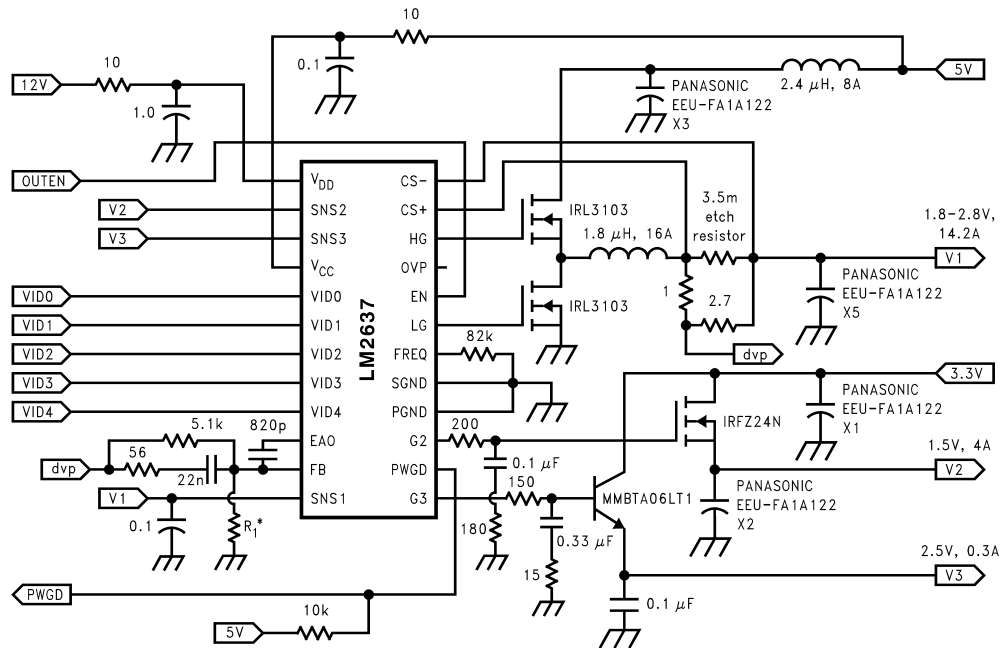 10
10
0.1
12V
1.0
2.4 μH, 8A
5V
PANASONIC
EEU-FA1A122
X3
OUTEN
V2
V3
VID0
VID1
VID2
VID3
VID4
LM2637
VDD
SNS2
SNS3
VCC
VID0
VID1
VID2
VID3
VID4
EAO
FB
SNS1
CS-
CS+
HG
OVP
EN
LG
FREQ
SGND
PGND
G2
PWGD
G3
IRL3103
1.8 μH, 16A
IRL3103
3.5m
etch
resistor
1
2.7
dvp
1.8-2.8V,
14.2A
V1
PANASONIC
EEU-FA1A122
X5
82k
3.3V
PANASONIC
EEU-FA1A122
X1
IRFZ24N
1.5V, 4A
V2
PANASONIC
EEU-FA1A122
X2
200
0.1 μF
180
150
0.33 μF
15
MMBTA06LT1
2.5V, 0.3A
V3
0.1 μF
5.1k
820p
dvp
56
22n
V1
0.1
R1*
PWGD
10k
5V